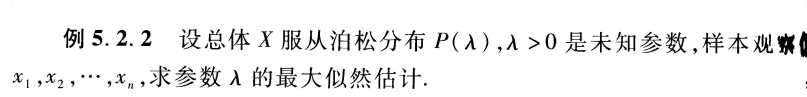 例 5.2.2 设总体 X 服从泊松分布 P(λ),λ>0 是未知参数,样本观
x₁,x₂,⋯,xₙ,求参数 λ 的最大似然估计.